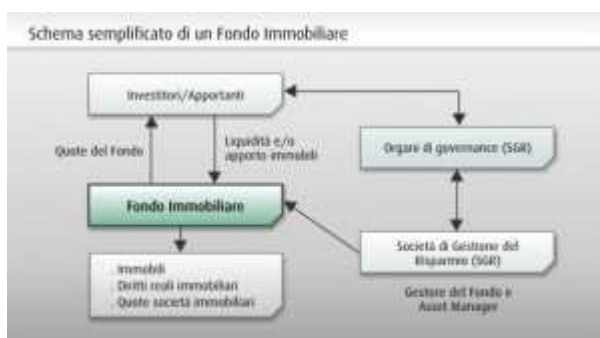 Schema semplificato di un Fondo Immobiliare
Investitori/Apportanti
Quote del Fondo
Liquidità e/o
apporto immobili
Organi di governance (SGR)
Fondo Immobiliare
Società di Gestione del
Risparmio (SGR)
Immobili
Diritti reali immobiliari
Quote società immobiliari
Gestore del Fondo e
Asset Manager